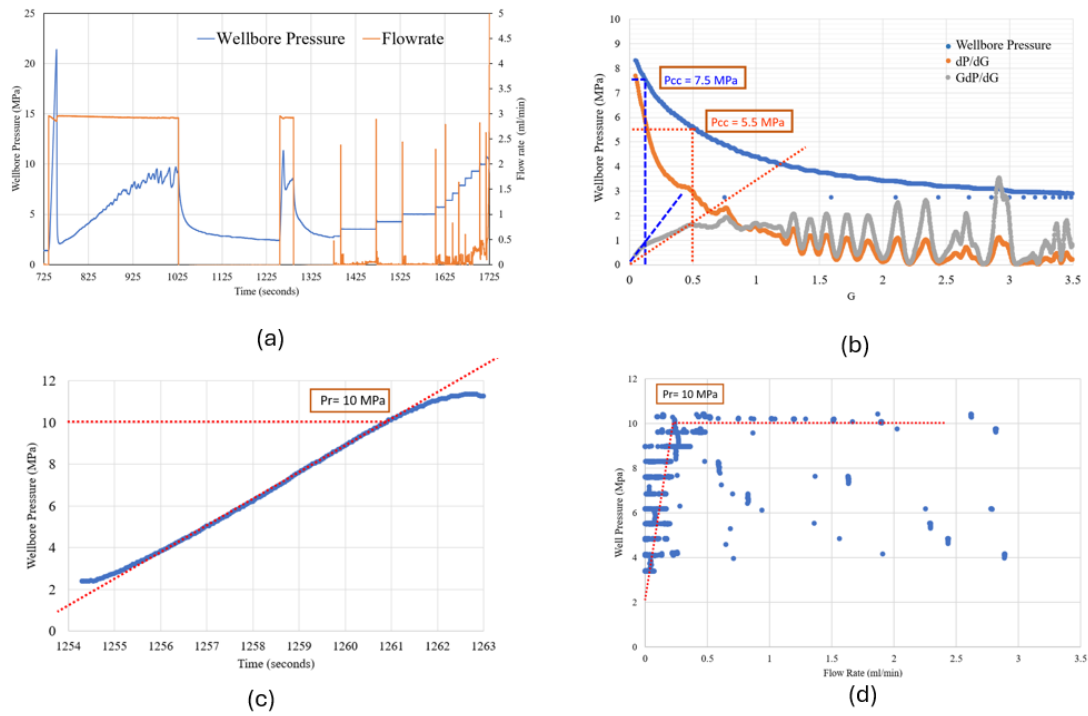 25
20
15
10
5
0
Wellbore Pressure (MPa)
Wellbore Pressure
Flowrate
5
4.5
4
3.5
3
2.5
2
1.5
1
0.5
0
Flow rate (ml/min)
725 825 925 1025 1125 1225 1325 1425 1525 1625 1725
Time (seconds)
(a)
10
9
8
7
6
5
4
3
2
1
0
Wellbore Pressure (MPa)
Wellbore Pressure
dP/dG
GdP/dG
Pcc = 7.5 MPa
Pcc = 5.5 MPa
0 0.5 1 1.5 2 2.5 3 3.5
G
(b)
12
10
8
6
4
2
0
Wellbore Pressure (MPa)
Pr= 10 MPa
1254 1255 1256 1257 1258 1259 1260 1261 1262 1263
Time (seconds)
(c)
12
10
8
6
4
2
0
Well Pressure (Mpa)
Pr= 10 MPa
0 0.5 1 1.5 2 2.5 3 3.5
Flow Rate (ml/min)
(d)